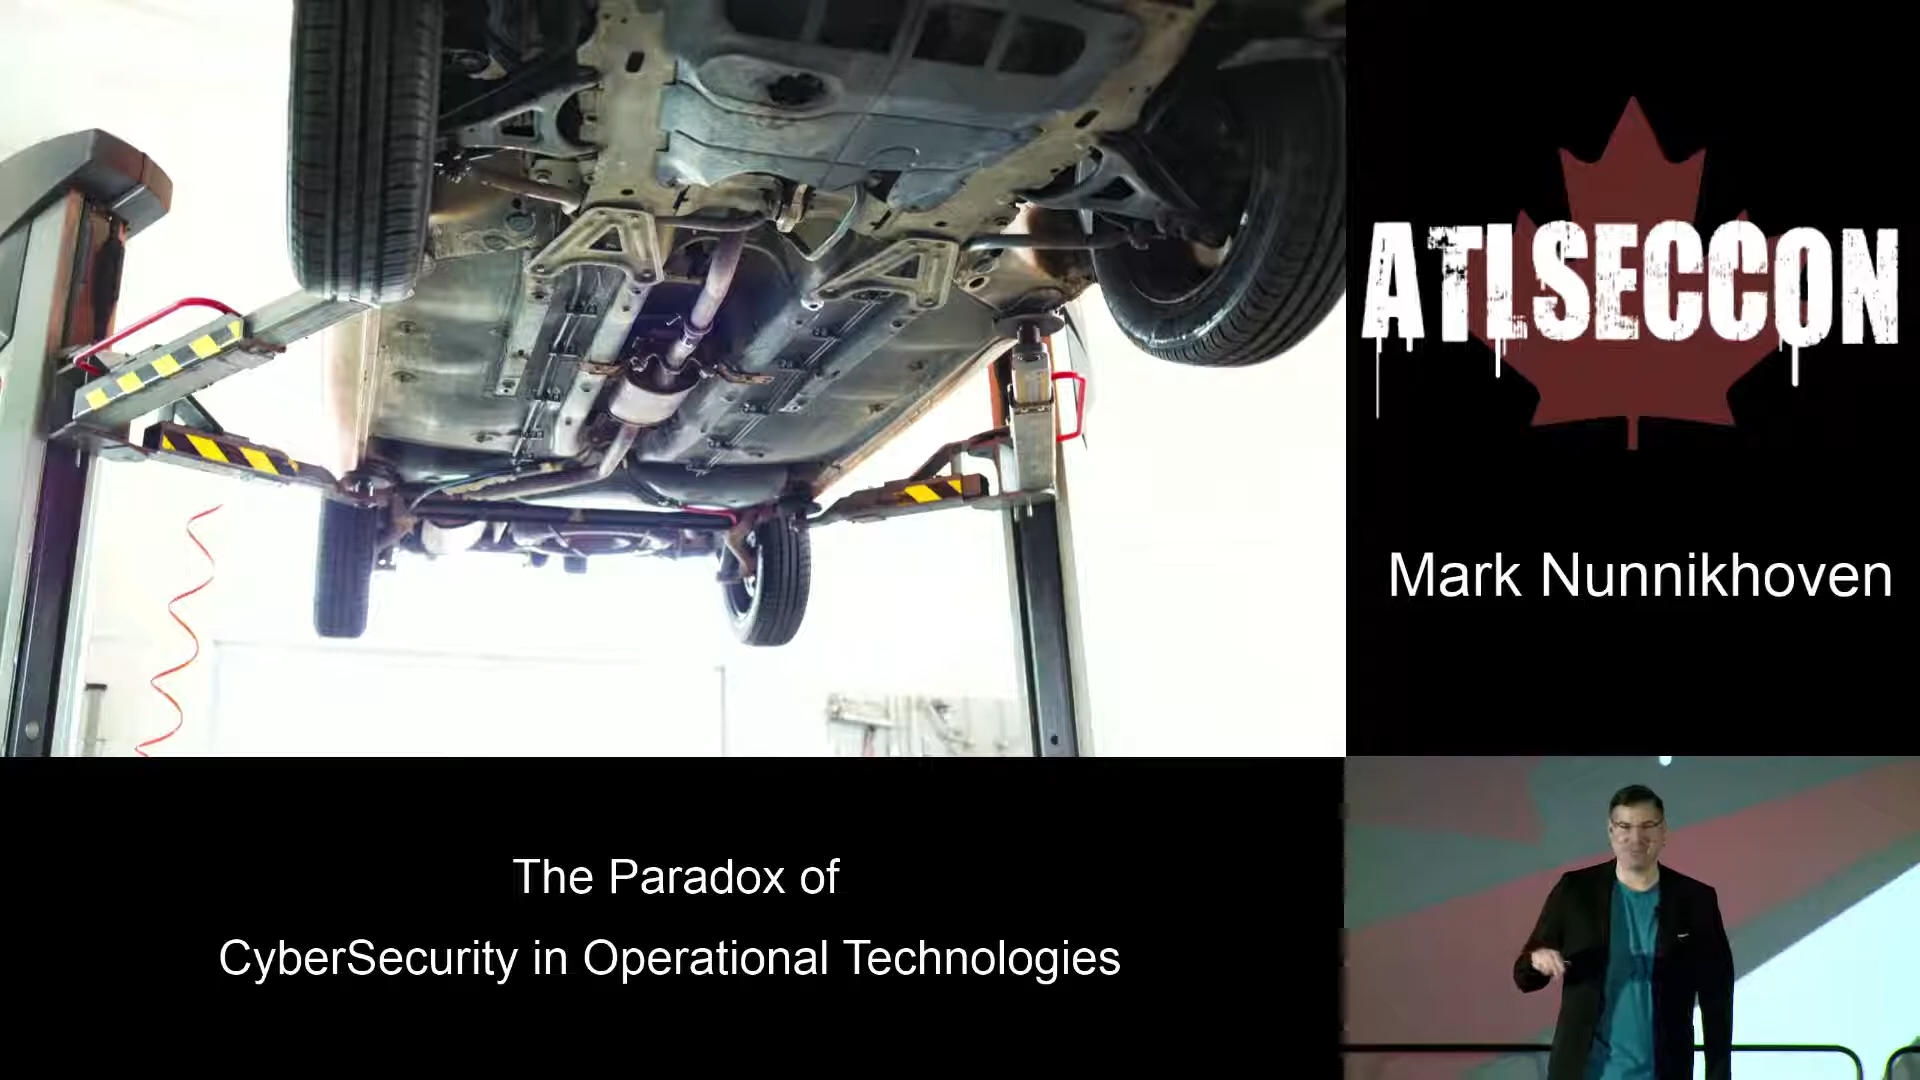 ATLSECCON
Mark Nunnikhoven
The Paradox of
CyberSecurity in Operational Technologies